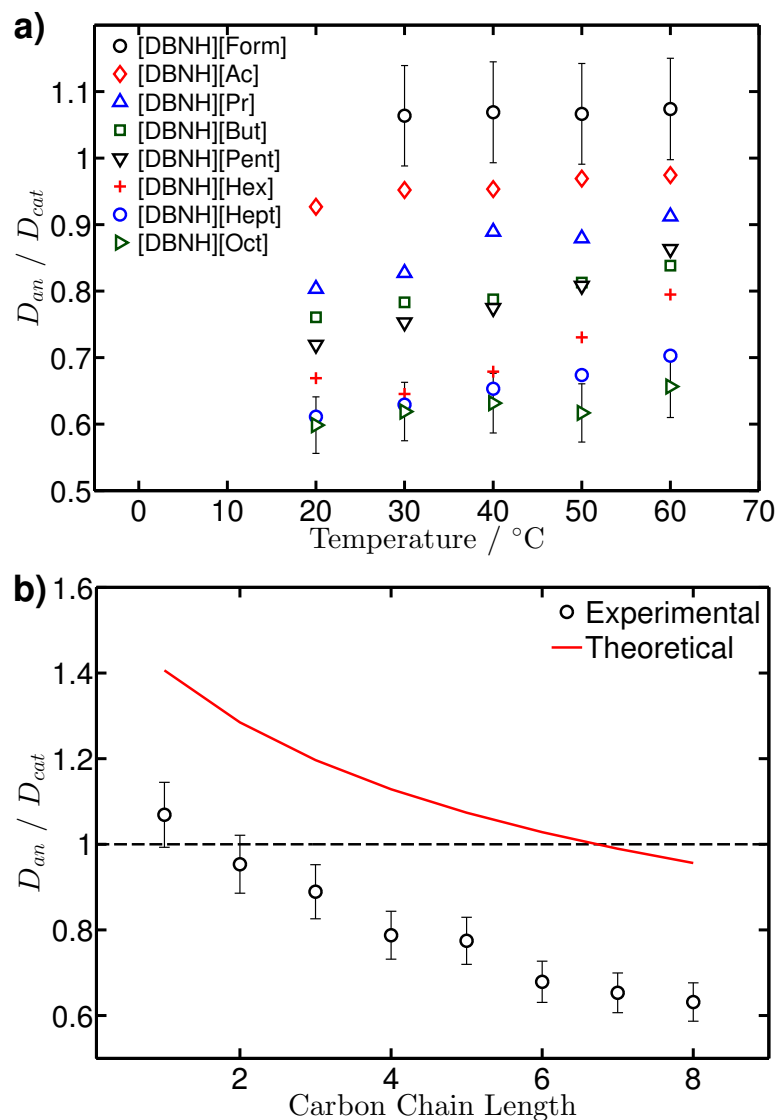 a)
[DBNH][Form]
[DBNH][Ac]
[DBNH][Pr]
[DBNH][But]
[DBNH][Pent]
[DBNH][Hex]
[DBNH][Hept]
[DBNH][Oct]
1.1
1
0.9
0.8
0.7
0.6
0.5
D_an / D_cat
0 10 20 30 40 50 60 70
Temperature / °C
b)
Experimental
Theoretical
1.6
1.4
1.2
1
0.8
0.6
D_an / D_cat
2 4 6 8
Carbon Chain Length